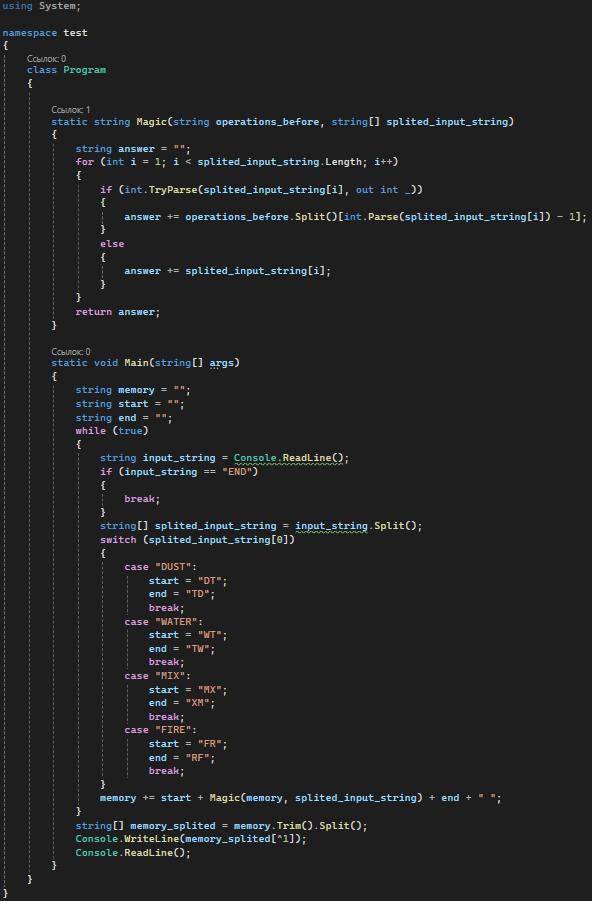 using System;
namespace test
{
Ссылок: 0
class Program
{
Ссылок: 1
static string Magic(string operations_before, string[] splited_input_string)
{
string answer = "";
for (int i = 1; i < splited_input_string.Length; i++)
{
if (int.TryParse(splited_input_string[i], out int _))
{
answer += operations_before.Split()[int.Parse(splited_input_string[i]) - 1];
}
else
{
answer += splited_input_string[i];
}
}
return answer;
}
Ссылок: 0
static void Main(string[] args)
{
string memory = "";
string start = "";
string end = "";
while (true)
{
string input_string = Console.ReadLine();
if (input_string == "END")
{
break;
}
string[] splited_input_string = input_string.Split();
switch (splited_input_string[0])
{
case "DUST":
start = "DT";
end = "TD";
break;
case "WATER":
start = "WT";
end = "TW";
break;
case "MIX":
start = "MX";
end = "XM";
break;
case "FIRE":
start = "FR";
end = "RF";
break;
}
memory += start + Magic(memory, splited_input_string) + end + " ";
}
string[] memory_splited = memory.Trim().Split();
Console.WriteLine(memory_splited[^1]);
Console.ReadLine();
}
}
}